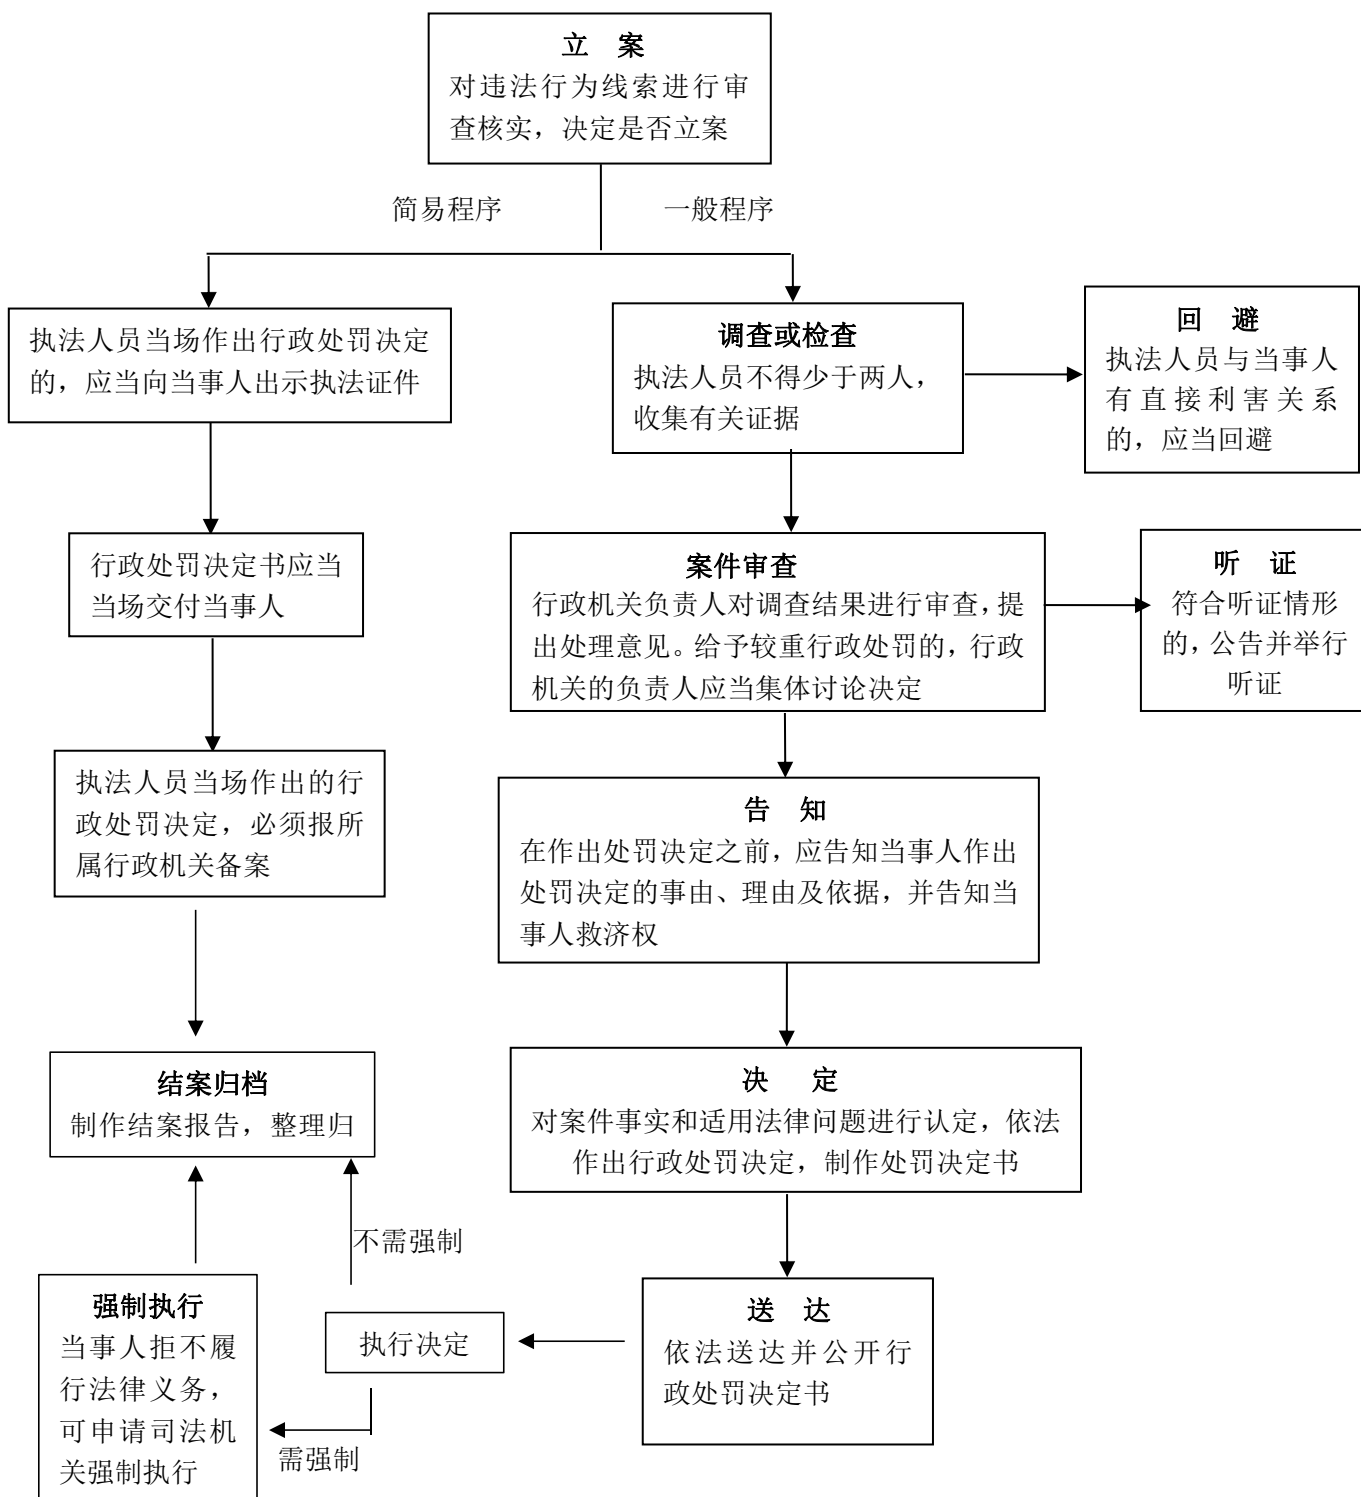 立 案
对违法行为线索进行审
查核实，决定是否立案
简易程序
一般程序
执法人员当场作出行政处罚决定
的，应当向当事人出示执法证件
调查或检查
执法人员不得少于两人，
收集有关证据
回 避
执法人员与当事人
有直接利害关系
的，应当回避
行政处罚决定书应当
当场交付当事人
案件审查
行政机关负责人对调查结果进行审查，提
出处理意见。给予较重行政处罚的，行政
机关的负责人应当集体讨论决定
听 证
符合听证情形
的，公告并举行
听证
执法人员当场作出的行
政处罚决定，必须报所
属行政机关备案
告 知
在作出处罚决定之前，应告知当事人作出
处罚决定的事由、理由及依据，并告知当
事人救济权
结案归档
制作结案报告，整理归
决 定
对案件事实和适用法律问题进行认定，依法
作出行政处罚决定，制作处罚决定书
不需强制
强制执行
当事人拒不履
行法律义务，
可申请司法机
关强制执行
执行决定
需强制
送 达
依法送达并公开行
政处罚决定书